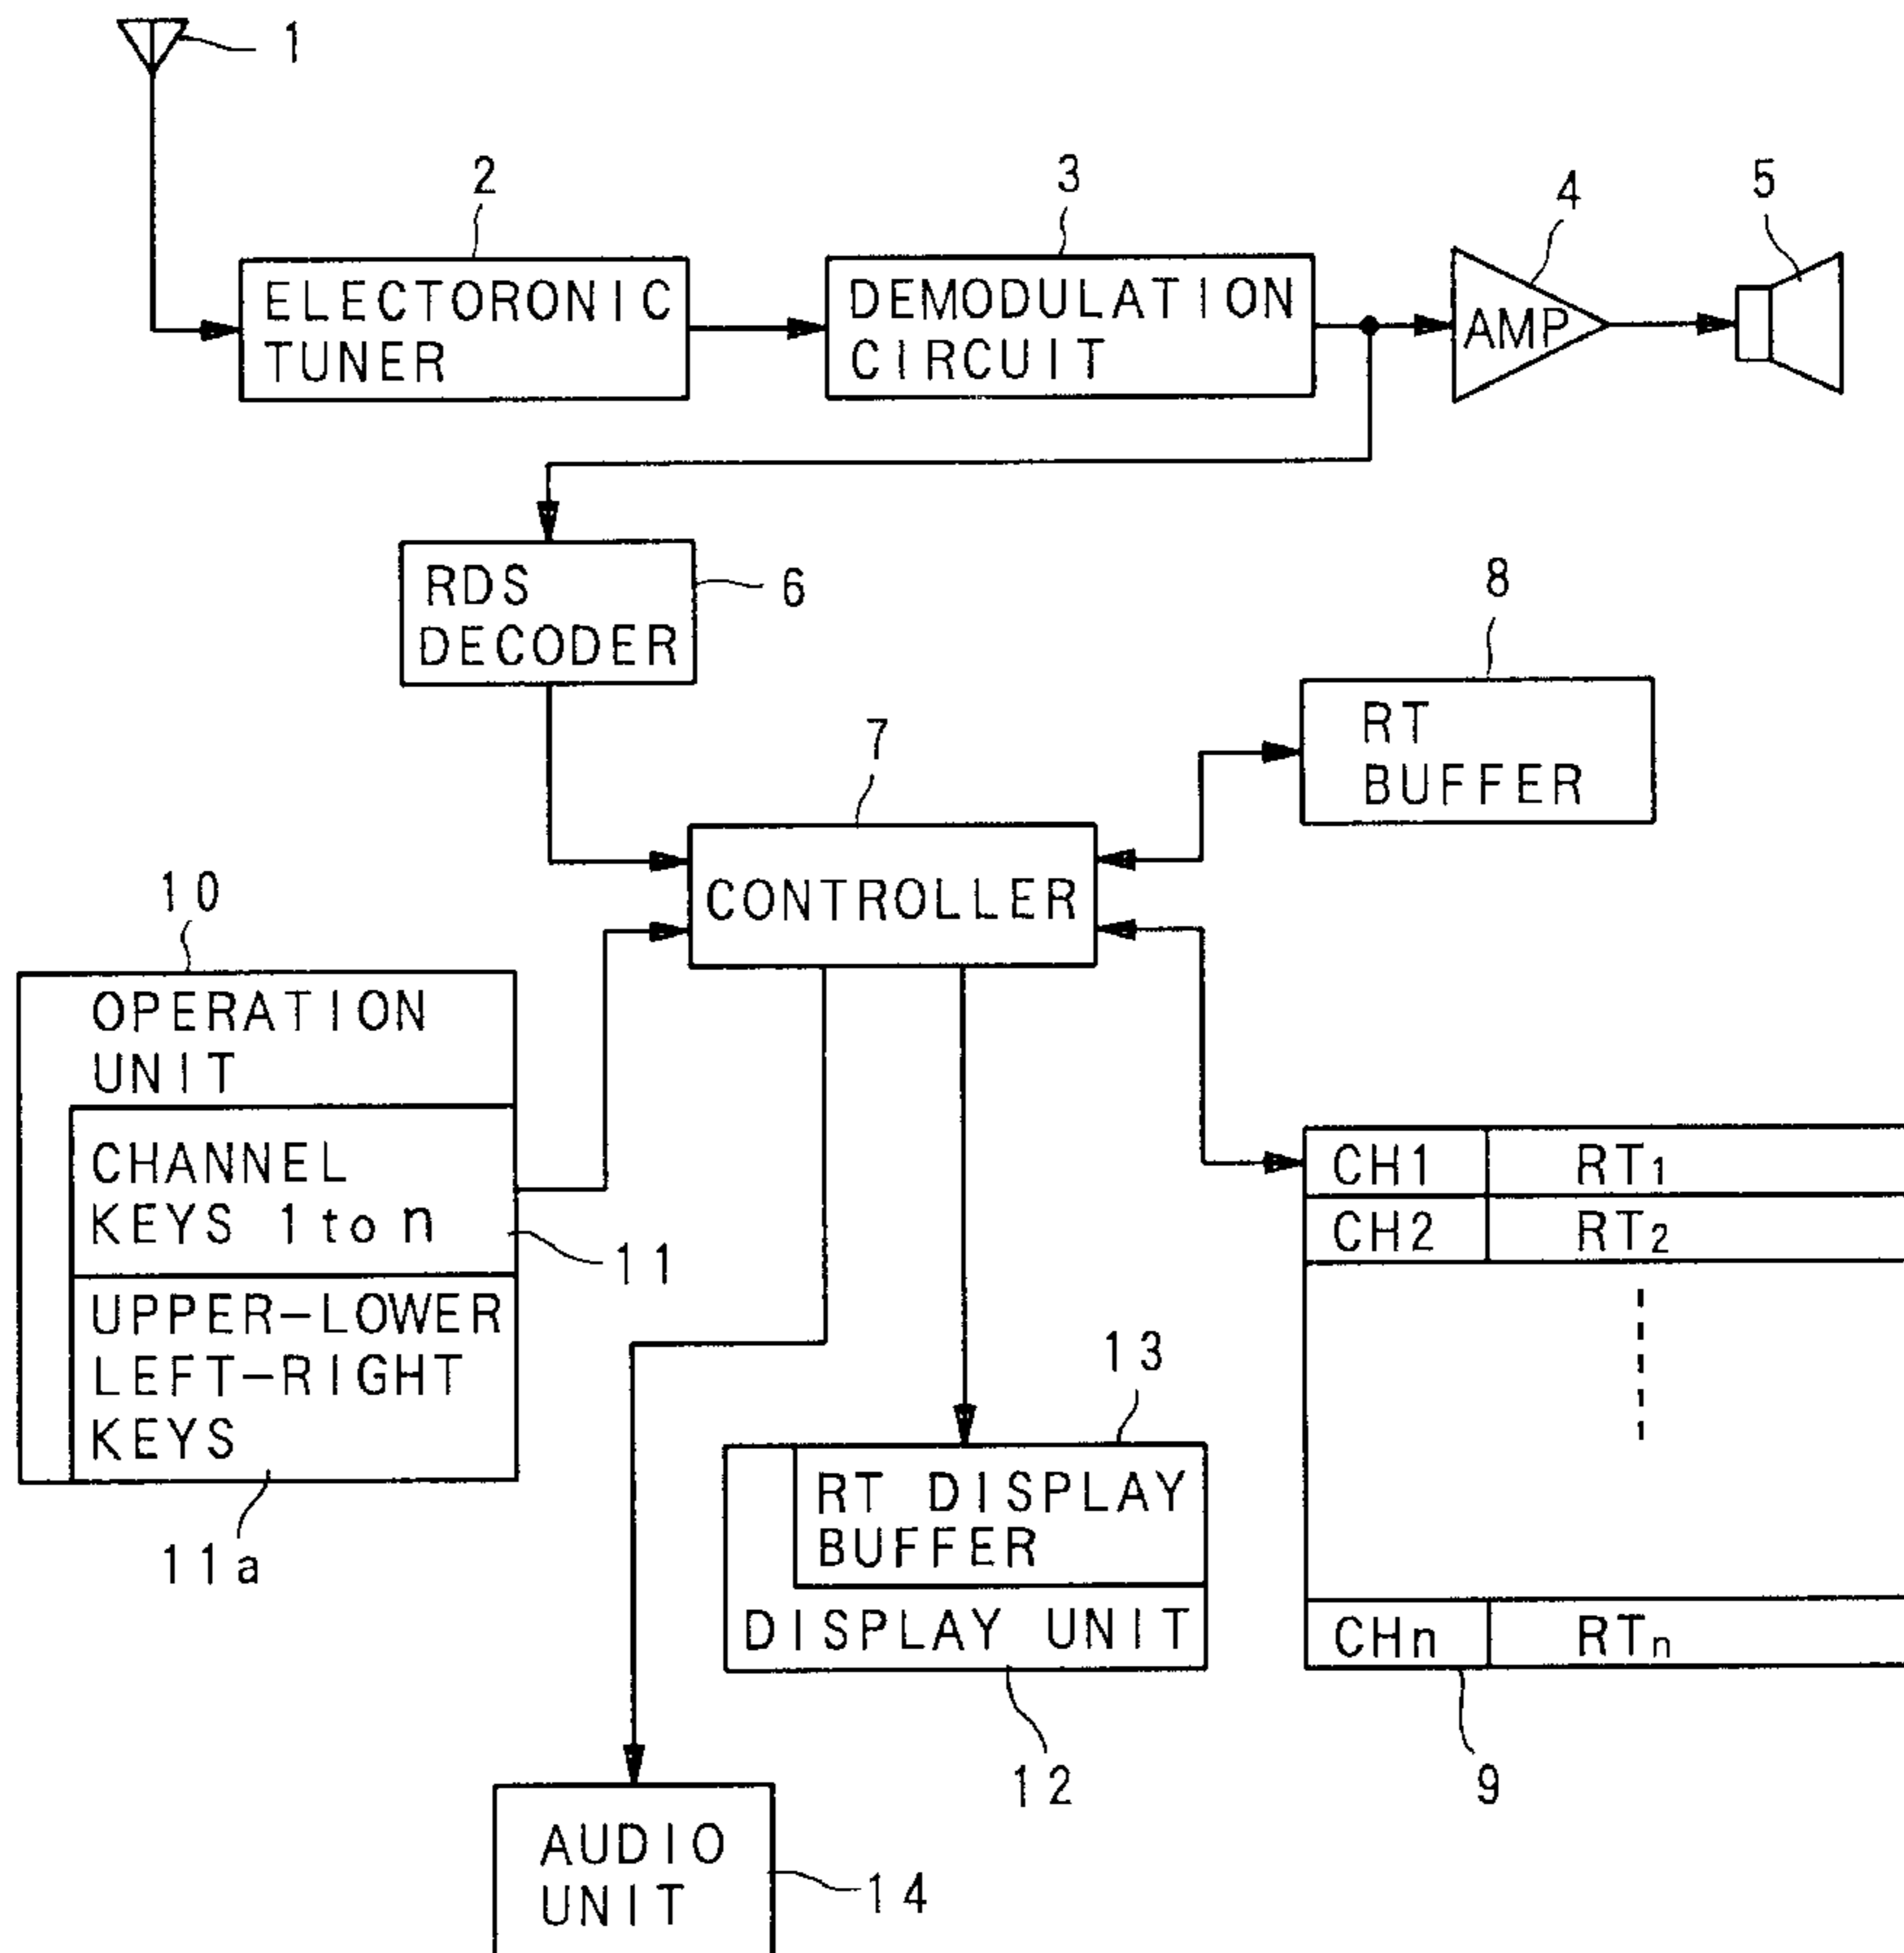 1
2
3
4
5
ELECTORONIC
TUNER
DEMODULATION
CIRCUIT
AMP
RDS
DECODER
6
8
RT
BUFFER
7
CONTROLLER
10
OPERATION
UNIT
CHANNEL
KEYS 1 to n
11
UPPER-LOWER
LEFT-RIGHT
KEYS
11a
CH1 RT1
CH2 RT2
CHn RTn
9
13
RT DISPLAY
BUFFER
DISPLAY UNIT
12
AUDIO
UNIT
14